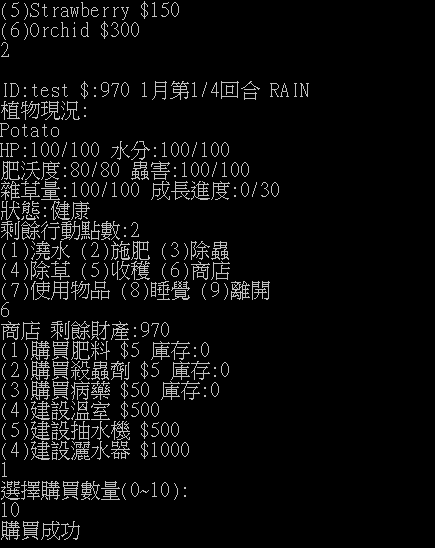 (5)Strawberry $150
(6)Orchid $300
2
ID:test $:970 1月第1/4回合 RAIN
植物現況:
Potato
HP:100/100 水分:100/100
肥沃度:80/80 蟲害:100/100
雜草量:100/100 成長進度:0/30
狀態:健康
剩餘行動點數:2
(1)澆水 (2)施肥 (3)除蟲
(4)除草 (5)收穫 (6)商店
(7)使用物品 (8)睡覺 (9)離開
6
商店 剩餘財產:970
(1)購買肥料 $5 庫存:0
(2)購買殺蟲劑 $5 庫存:0
(3)購買病藥 $50 庫存:0
(4)建設溫室 $500
(5)建設抽水機 $500
(4)建設灑水器 $1000
1
選擇購買數量(0~10):
10
購買成功